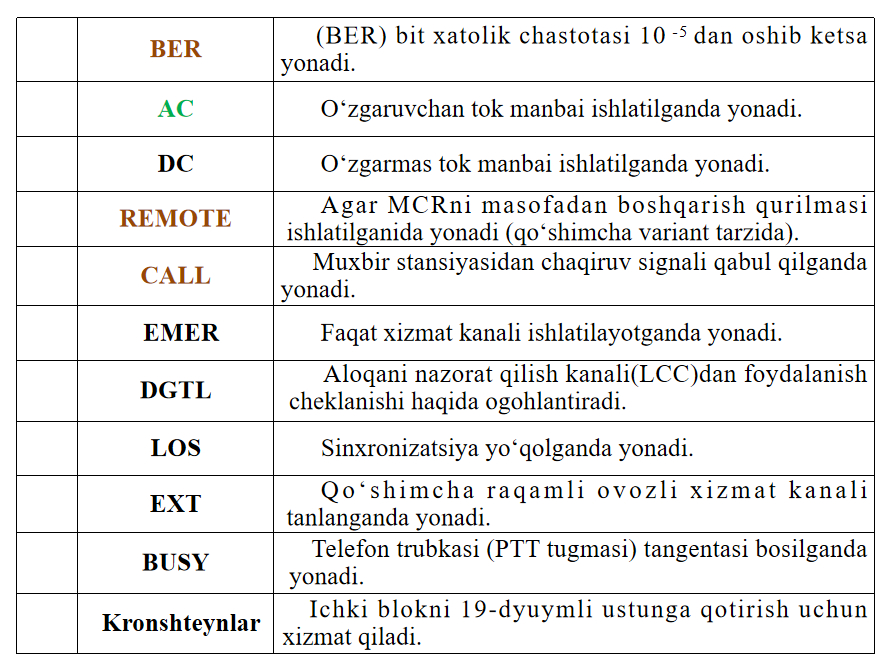 BER
(BER) bit xatolik chastotasi 10 -5 dan oshib ketsa
yonadi.
AC
O‘zgaruvchan tok manbai ishlatilganda yonadi.
DC
O‘zgarmas tok manbai ishlatilganda yonadi.
REMOTE
Agar MCRni masofadan boshqarish qurilmasi
ishlatilganida yonadi (qo‘shimcha variant tarzida).
CALL
Muxbir stansiyasidan chaqiruv signali qabul qilganda
yonadi.
EMER
Faqat xizmat kanali ishlatilayotganda yonadi.
DGTL
Aloqani nazorat qilish kanali(LCC)dan foydalanish
cheklanishi haqida ogohlantiradi.
LOS
Sinxronizatsiya yo‘qolganda yonadi.
EXT
Qo‘shimcha raqamli ovozli xizmat kanali
tanlanganda yonadi.
BUSY
Telefon trubkasi (PTT tugmasi) tangentasi bosilganda
yonadi.
Kronshteynlar
Ichki blokni 19-dyuymli ustunga qotirish uchun
xizmat qiladi.